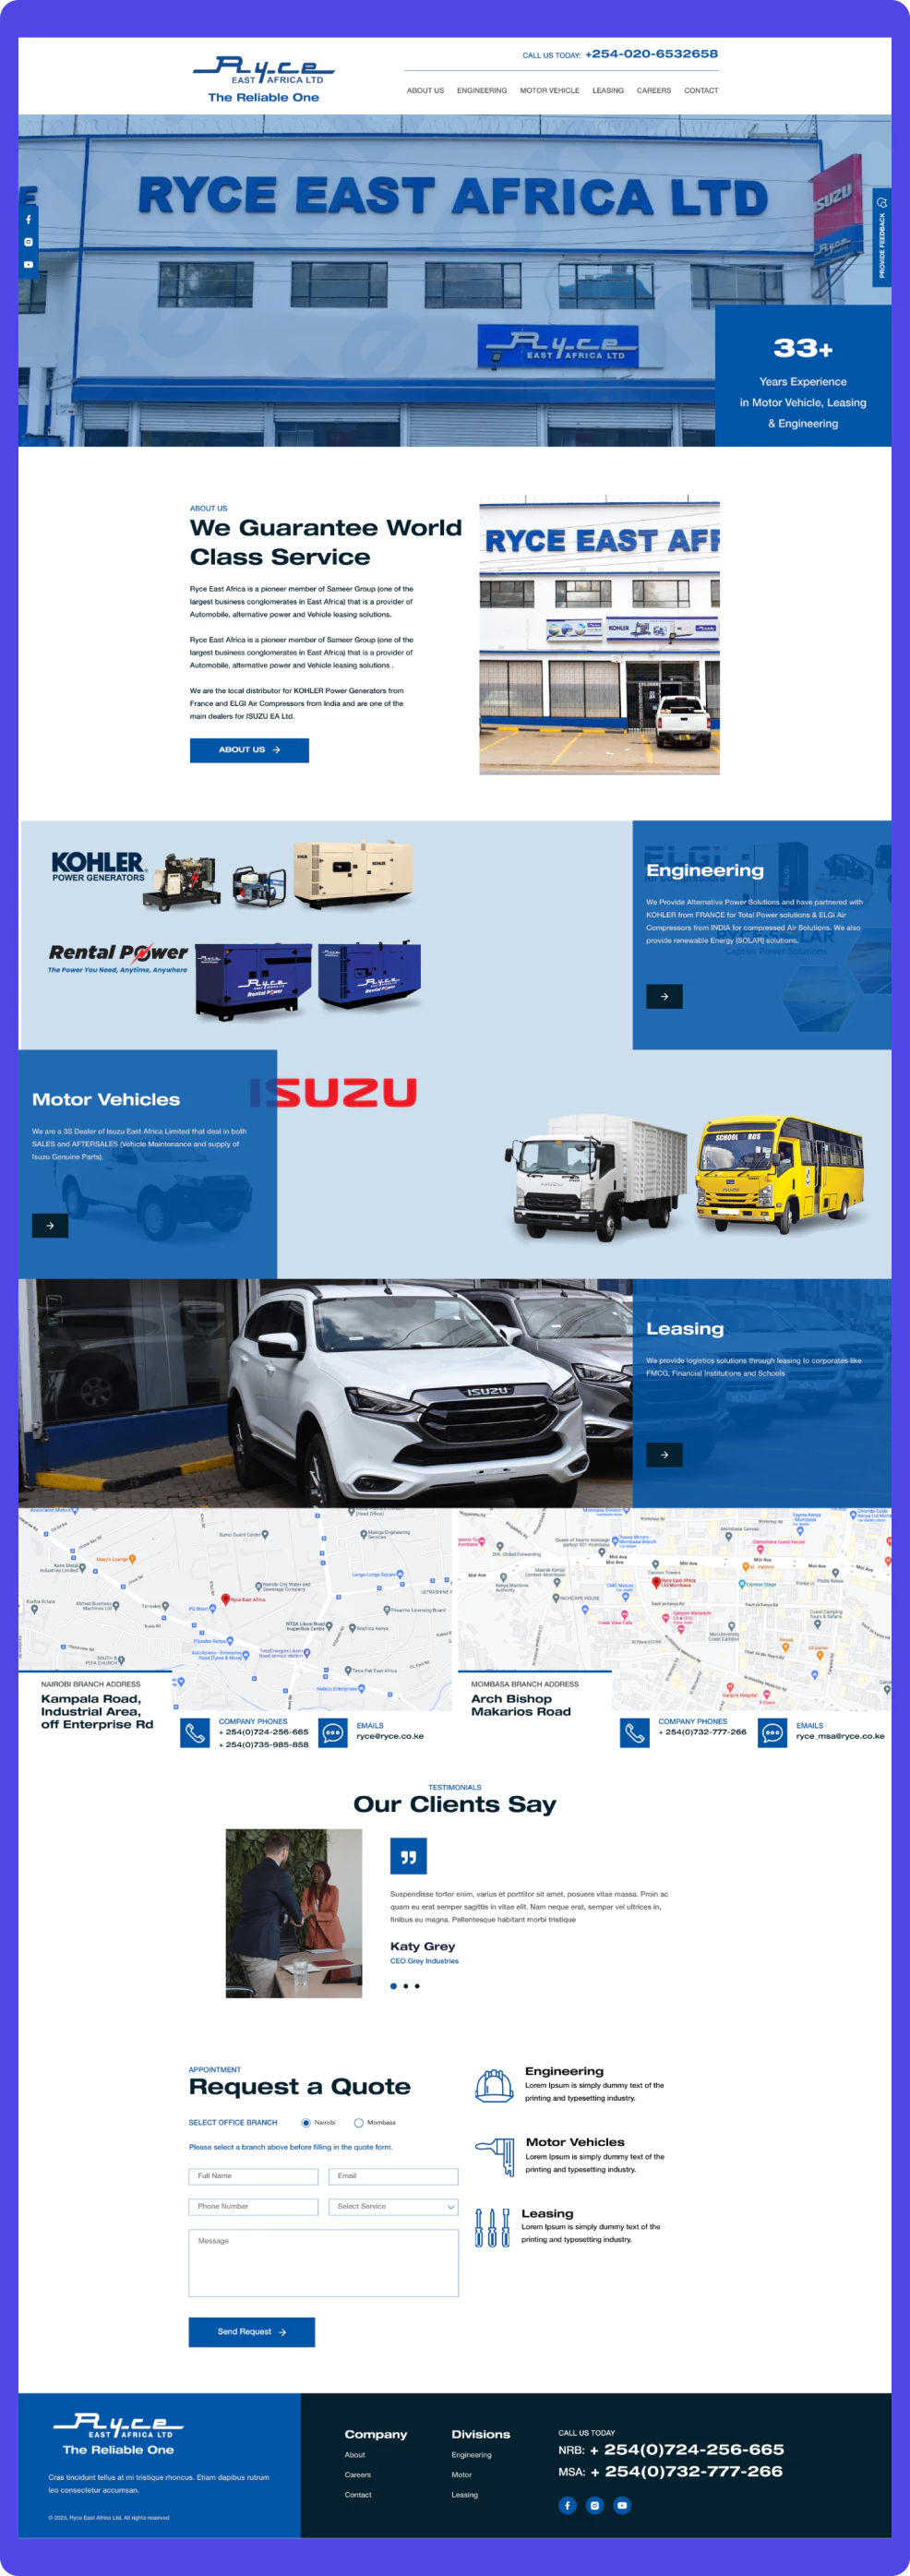 Ryce
EAST AFRICA LTD
The Reliable One
CALL US TODAY: +254-020-6532658
ABOUT US ENGINEERING MOTOR VEHICLE LEASING CAREERS CONTACT
RYCE EAST AFRICA LTD
ISUZU
Ryce
PROVIDE FEEDBACK
Ryce
EAST AFRICA LTD
33+
Years Experience
in Motor Vehicle, Leasing
& Engineering
ABOUT US
We Guarantee World
Class Service
Ryce East Africa is a pioneer member of Sameer Group (one of the
largest business conglomerates in East Africa) that is a provider of
Automobile, alternative power and Vehicle leasing solutions.
Ryce East Africa is a pioneer member of Sameer Group (one of the
largest business conglomerates in East Africa) that is a provider of
Automobile, alternative power and Vehicle leasing solutions .
We are the local distributor for KOHLER Power Generators from
France and ELGI Air Compressors from India and are one of the
main dealers for ISUZU EA Ltd.
ABOUT US
RYCE EAST AFR
KOHLER
KOHLER
POWER GENERATORS
Rental Power
The Power You Need, Anytime, Anywhere
Engineering
We Provide Alternative Power Solutions and have partnered with
KOHLER from FRANCE for Total Power solutions & ELGi Air
Compressors from INDIA for compressed Air Solutions. We also
provide renewable Energy (SOLAR) solutions.
Captive Power Solutions
Motor Vehicles
We are a 3S Dealer of Isuzu East Africa Limited that deal in both
SALES and AFTERSALES (Vehicle Maintenance and supply of
Isuzu Genuine Parts).
ISUZU
SCHOOL BUS
ISUZU
ISUZU
Leasing
We provide logistics solutions through leasing to corporates like
FMCG, Financial Institutions and Schools
NAIROBI BRANCH ADDRESS
Kampala Road,
Industrial Area,
off Enterprise Rd
COMPANY PHONES
+ 254(0)724-256-665
+ 254(0)735-985-858
EMAILS
ryce@ryce.co.ke
MOMBASA BRANCH ADDRESS
Arch Bishop
Makarios Road
COMPANY PHONES
+ 254(0)732-777-266
EMAILS
ryce_msa@ryce.co.ke
TESTIMONIALS
Our Clients Say
Suspendisse tortor enim, varius et porttitor sit amet, posuere vitae massa. Proin ac
quam eu erat semper sagittis in vitae elit. Nam neque erat, semper vel ultrices in,
finibus eu magna. Pellentesque habitant morbi tristique
Katy Grey
CEO Grey Industries
APPOINTMENT
Request a Quote
SELECT OFFICE BRANCH Nairobi Mombasa
Please select a branch above before filling in the quote form.
Full Name Email
Phone Number Select Service
Message
Send Request
Engineering
Lorem Ipsum is simply dummy text of the
printing and typesetting industry.
Motor Vehicles
Lorem Ipsum is simply dummy text of the
printing and typesetting industry.
Leasing
Lorem Ipsum is simply dummy text of the
printing and typesetting industry.
Ryce
EAST AFRICA LTD
The Reliable One
Cras tincidunt tellus at mi tristique rhoncus. Etiam dapibus rutrum
leo consectetur accumsan.
© 2023, Ryce East Africa Ltd. All rights reserved
Company
About
Careers
Contact
Divisions
Engineering
Motor
Leasing
CALL US TODAY
NRB: + 254(0)724-256-665
MSA: + 254(0)732-777-266